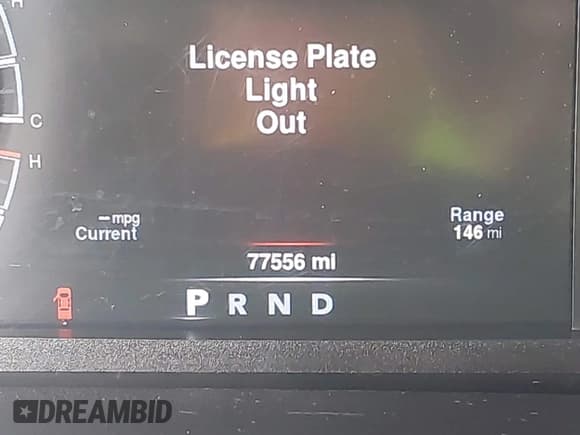 H
License Plate
Light
Out
C
H
--mpg
Current
Range
146 mi
77556 mi
P R N D
DREAMBID